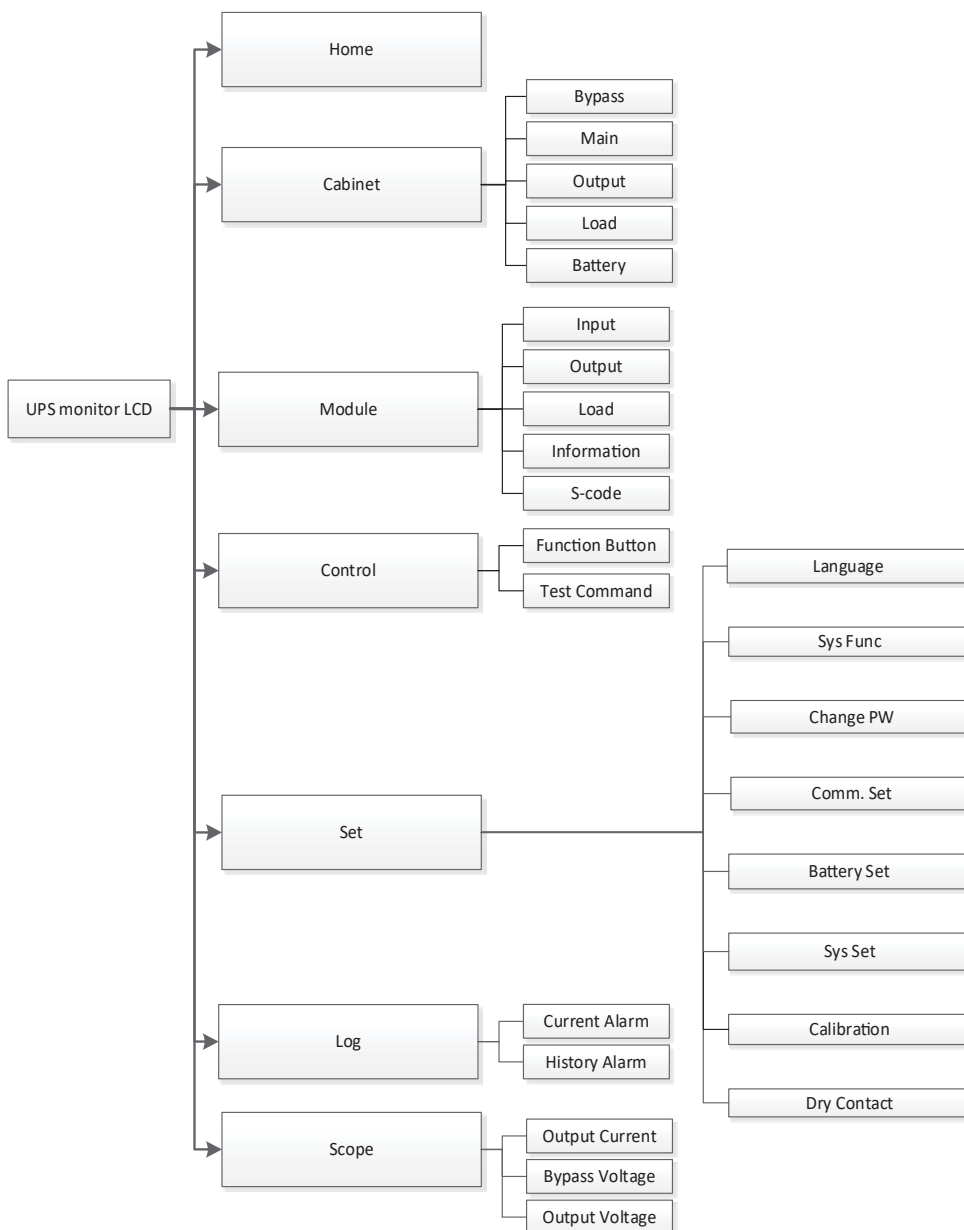 UPS monitor LCD
Home
Cabinet
Bypass
Main
Output
Load
Battery
Module
Input
Output
Load
Information
S-code
Control
Function Button
Test Command
Set
Language
Sys Func
Change PW
Comm. Set
Battery Set
Sys Set
Calibration
Dry Contact
Log
Current Alarm
History Alarm
Scope
Output Current
Bypass Voltage
Output Voltage